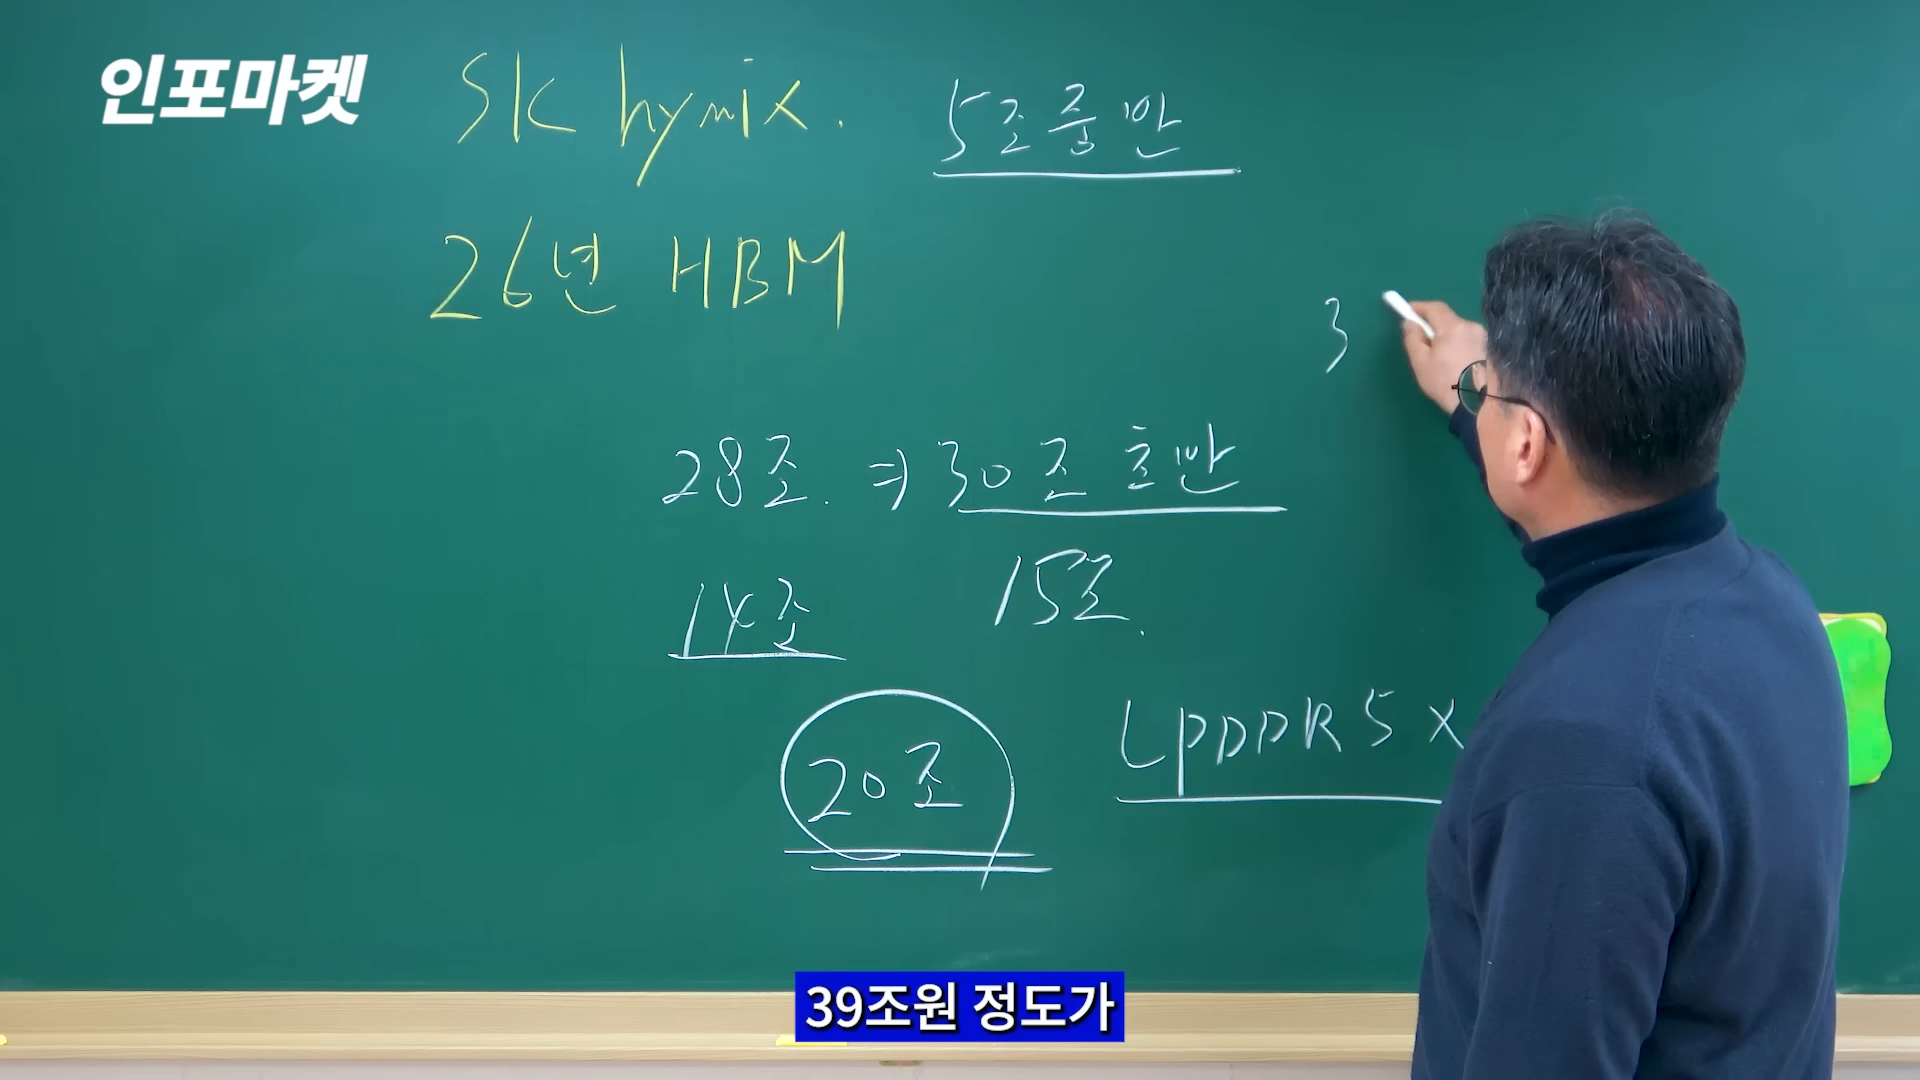 인포마켓
SK hynix.
5조 중반
26년 HBM
3
28조. ⇒ 30조 초반
14조
15조.
20조
LPDDR5X
39조원 정도가